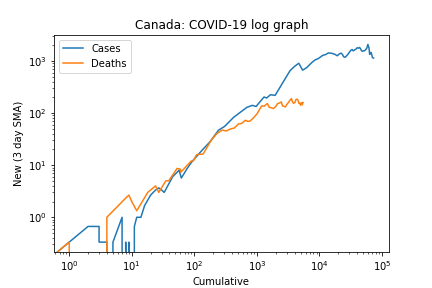 Canada: COVID-19 log graph
Cases
Deaths
New (3 day SMA)
10³
10²
10¹
10⁰
10⁰ 10¹ 10² 10³ 10⁴ 10⁵
Cumulative